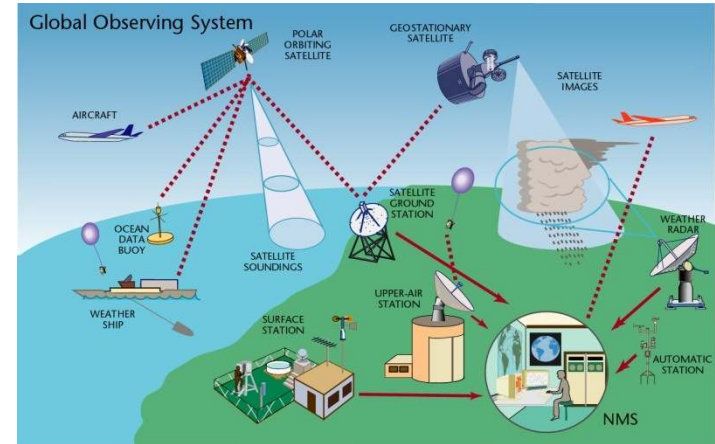 Global Observing System
POLAR
ORBITING
SATELLITE
GEOSTATIONARY
SATELLITE
SATELLITE
IMAGES
AIRCRAFT
OCEAN
DATA
BUOY
SATELLITE
SOUNDINGS
SATELLITE
GROUND
STATION
WEATHER
RADAR
WEATHER
SHIP
UPPER-AIR
STATION
SURFACE
STATION
AUTOMATIC
STATION
NMS